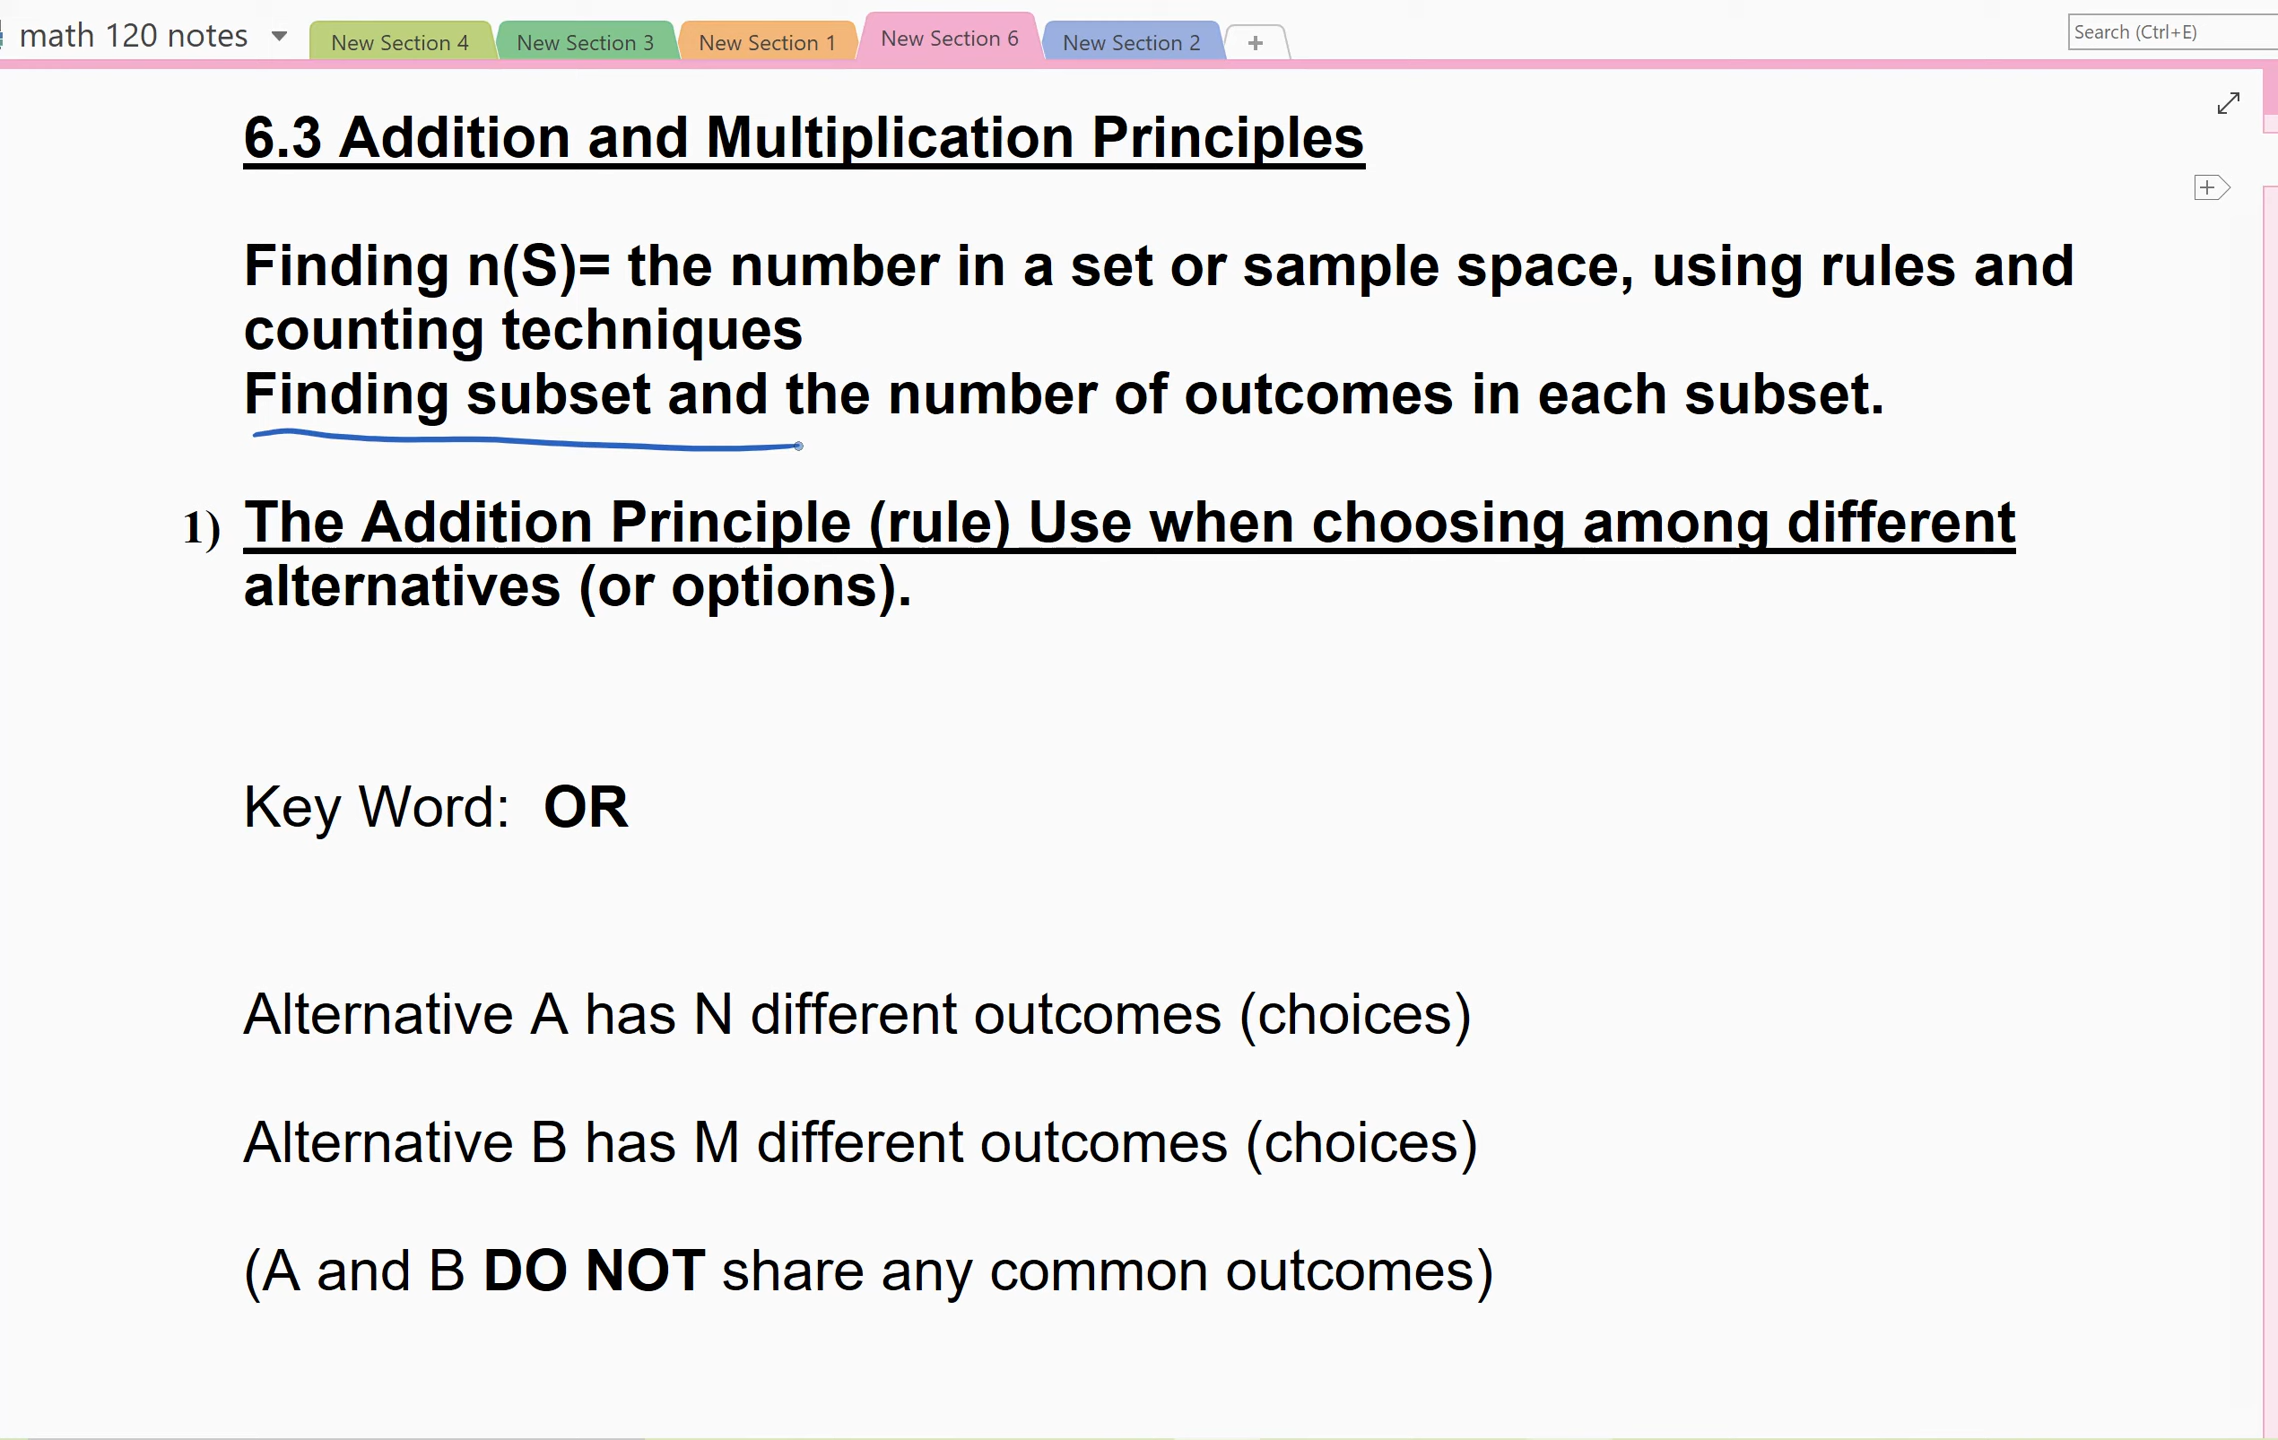 math 120 notes
New Section 4
New Section 3
New Section 1
New Section 6
New Section 2
Search (Ctrl+E)
6.3 Addition and Multiplication Principles
Finding n(S)= the number in a set or sample space, using rules and
counting techniques
Finding subset and the number of outcomes in each subset.
1) The Addition Principle (rule) Use when choosing among different
alternatives (or options).
Key Word: OR
Alternative A has N different outcomes (choices)
Alternative B has M different outcomes (choices)
(A and B DO NOT share any common outcomes)